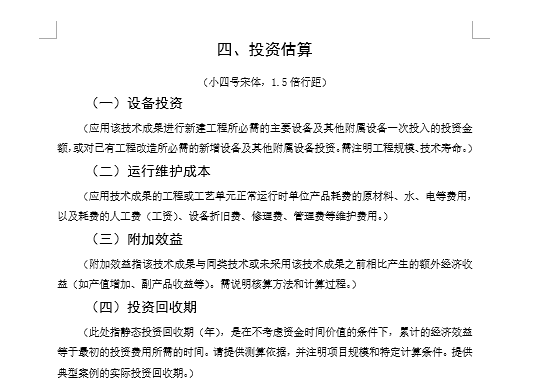 四、投资估算
（小四号宋体，1.5倍行距）
（一）设备投资
（应用该技术成果进行新建工程所必需的主要设备及其他附属设备一次投入的投资金
额，或对已有工程改造所必需的新增设备及其他附属设备投资。需注明工程规模、技术寿命。）
（二）运行维护成本
（应用技术成果的工程或工艺单元正常运行时单位产品耗费的原材料、水、电等费用，
以及耗费的人工费（工资）、设备折旧费、修理费、管理费等维护费用。）
（三）附加效益
（附加效益指该技术成果与同类技术或未采用该技术成果之前相比产生的额外经济收
益（如产值增加、副产品收益等）。需说明核算方法和计算过程。）
（四）投资回收期
（此处指静态投资回收期（年），是在不考虑资金时间价值的条件下，累计的经济效益
等于最初的投资费用所需的时间。请提供测算依据，并注明项目规模和特定计算条件。提供
典型案例的实际投资回收期。）